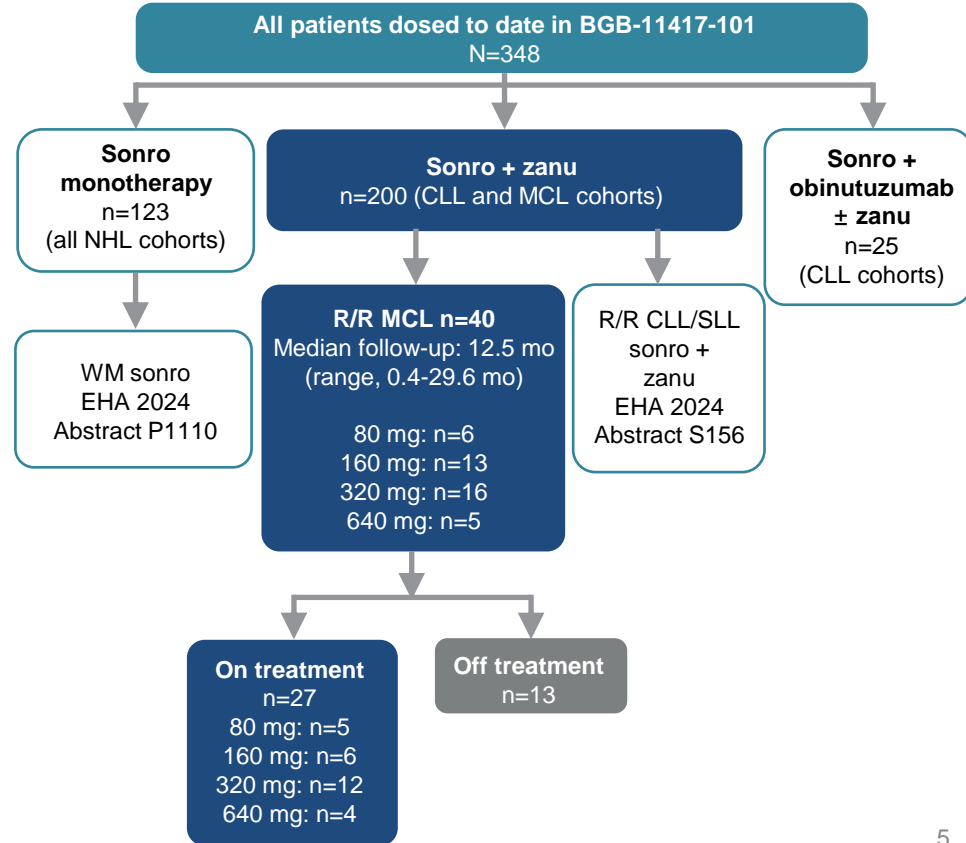 All patients dosed to date in BGB-11417-101
N=348
Sonro
monotherapy
n=123
(all NHL cohorts)
Sonro + zanu
n=200 (CLL and MCL cohorts)
Sonro +
obinutuzumab
± zanu
n=25
(CLL cohorts)
WM sonro
EHA 2024
Abstract P1110
R/R MCL n=40
Median follow-up: 12.5 mo
(range, 0.4-29.6 mo)
80 mg: n=6
160 mg: n=13
320 mg: n=16
640 mg: n=5
R/R CLL/SLL
sonro +
zanu
EHA 2024
Abstract S156
On treatment
n=27
80 mg: n=5
160 mg: n=6
320 mg: n=12
640 mg: n=4
Off treatment
n=13
5